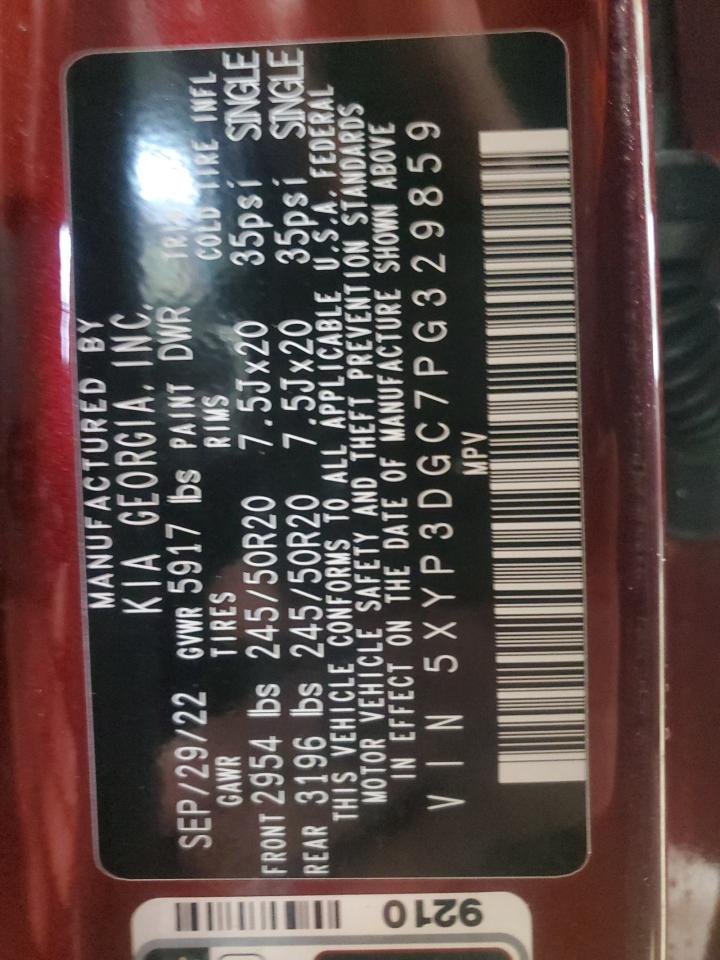 MANUFACTURED BY
KIA GEORGIA, INC.
SEP/29/22 GVWR 5917 lbs PAINT DWR
GAWR TIRES RIMS COLD TIRE INFL
FRONT 2954 lbs 245/50R20 7.5Jx20 35psi SINGLE
REAR 3196 lbs 245/50R20 7.5Jx20 35psi SINGLE
THIS VEHICLE CONFORMS TO ALL APPLICABLE U.S.A. FEDERAL
MOTOR VEHICLE SAFETY AND THEFT PREVENTION STANDARDS
IN EFFECT ON THE DATE OF MANUFACTURE SHOWN ABOVE
VIN 5XYP3DGC7PG329859
MPV
9210